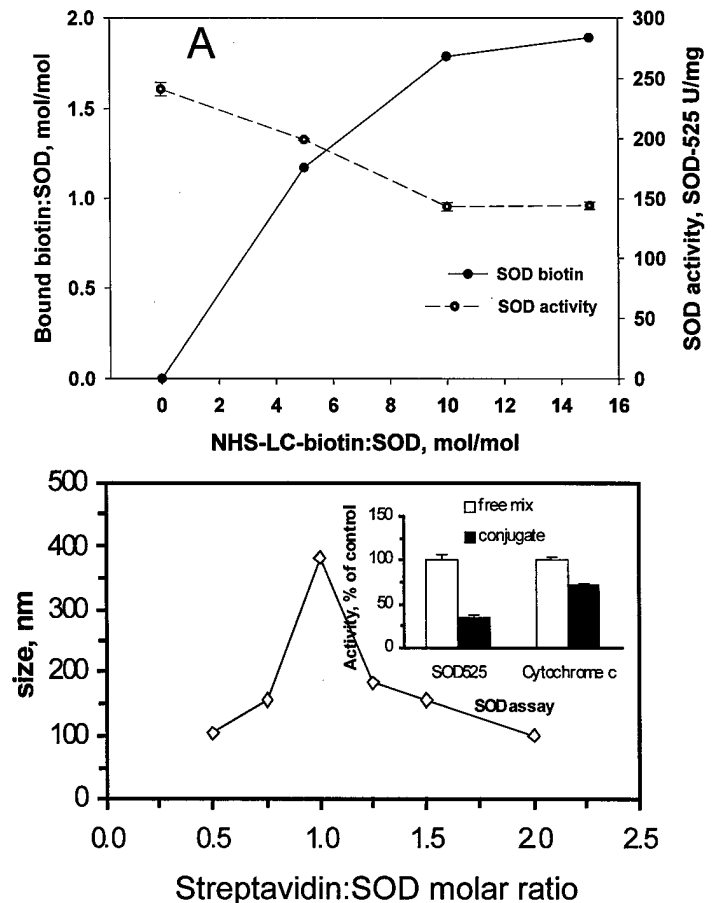 A
2.0
1.5
1.0
0.5
0.0
Bound biotin:SOD, mol/mol
300
250
200
150
100
50
0
SOD activity, SOD-525 U/mg
SOD biotin
SOD activity
0 2 4 6 8 10 12 14 16
NHS-LC-biotin:SOD, mol/mol
500
400
300
200
100
0
size, nm
150
100
50
0
Activity, % of control
free mix
conjugate
SOD525 Cytochrome c
SOD assay
0.0 0.5 1.0 1.5 2.0 2.5
Streptavidin:SOD molar ratio